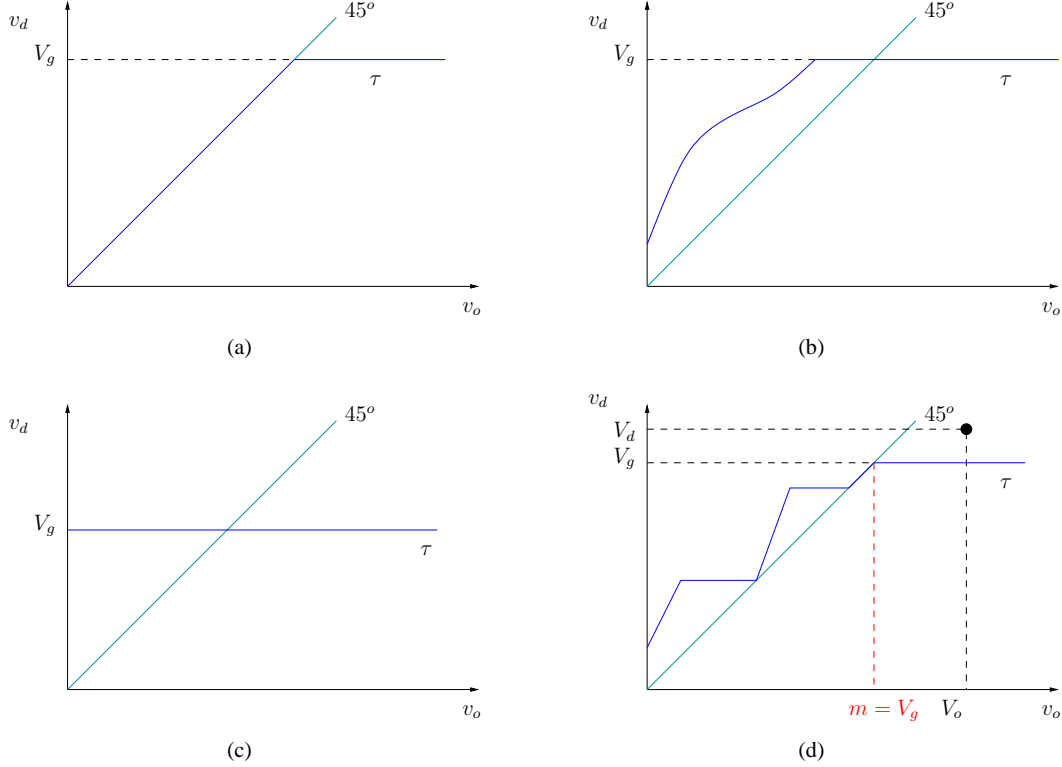 v_d
45^o
V_g
τ
v_o
(a)
v_d
45^o
V_g
τ
v_o
(b)
v_d
45^o
V_g
τ
v_o
(c)
v_d
45^o
V_d
V_g
τ
m = V_g
V_o
v_o
(d)